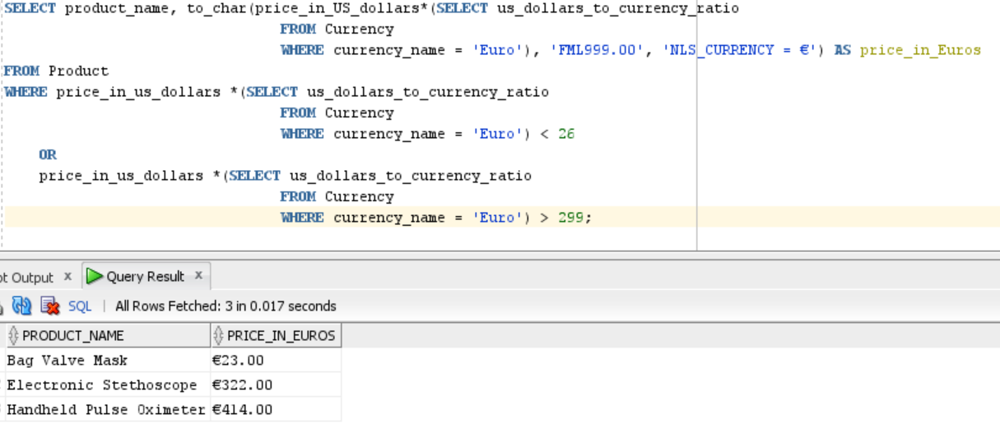 SELECT product_name, to_char(price_in_US_dollars*(SELECT us_dollars_to_currency_ratio
FROM Currency
WHERE currency_name = 'Euro'), 'FML999.00', 'NLS_CURRENCY = €') AS price_in_Euros
FROM Product
WHERE price_in_us_dollars *(SELECT us_dollars_to_currency_ratio
FROM Currency
WHERE currency_name = 'Euro') < 26
OR
price_in_us_dollars *(SELECT us_dollars_to_currency_ratio
FROM Currency
WHERE currency_name = 'Euro') > 299;
ot Output x Query Result x
SQL | All Rows Fetched: 3 in 0.017 seconds
PRODUCT_NAME PRICE_IN_EUROS
Bag Valve Mask €23.00
Electronic Stethoscope €322.00
Handheld Pulse Oximeter €414.00